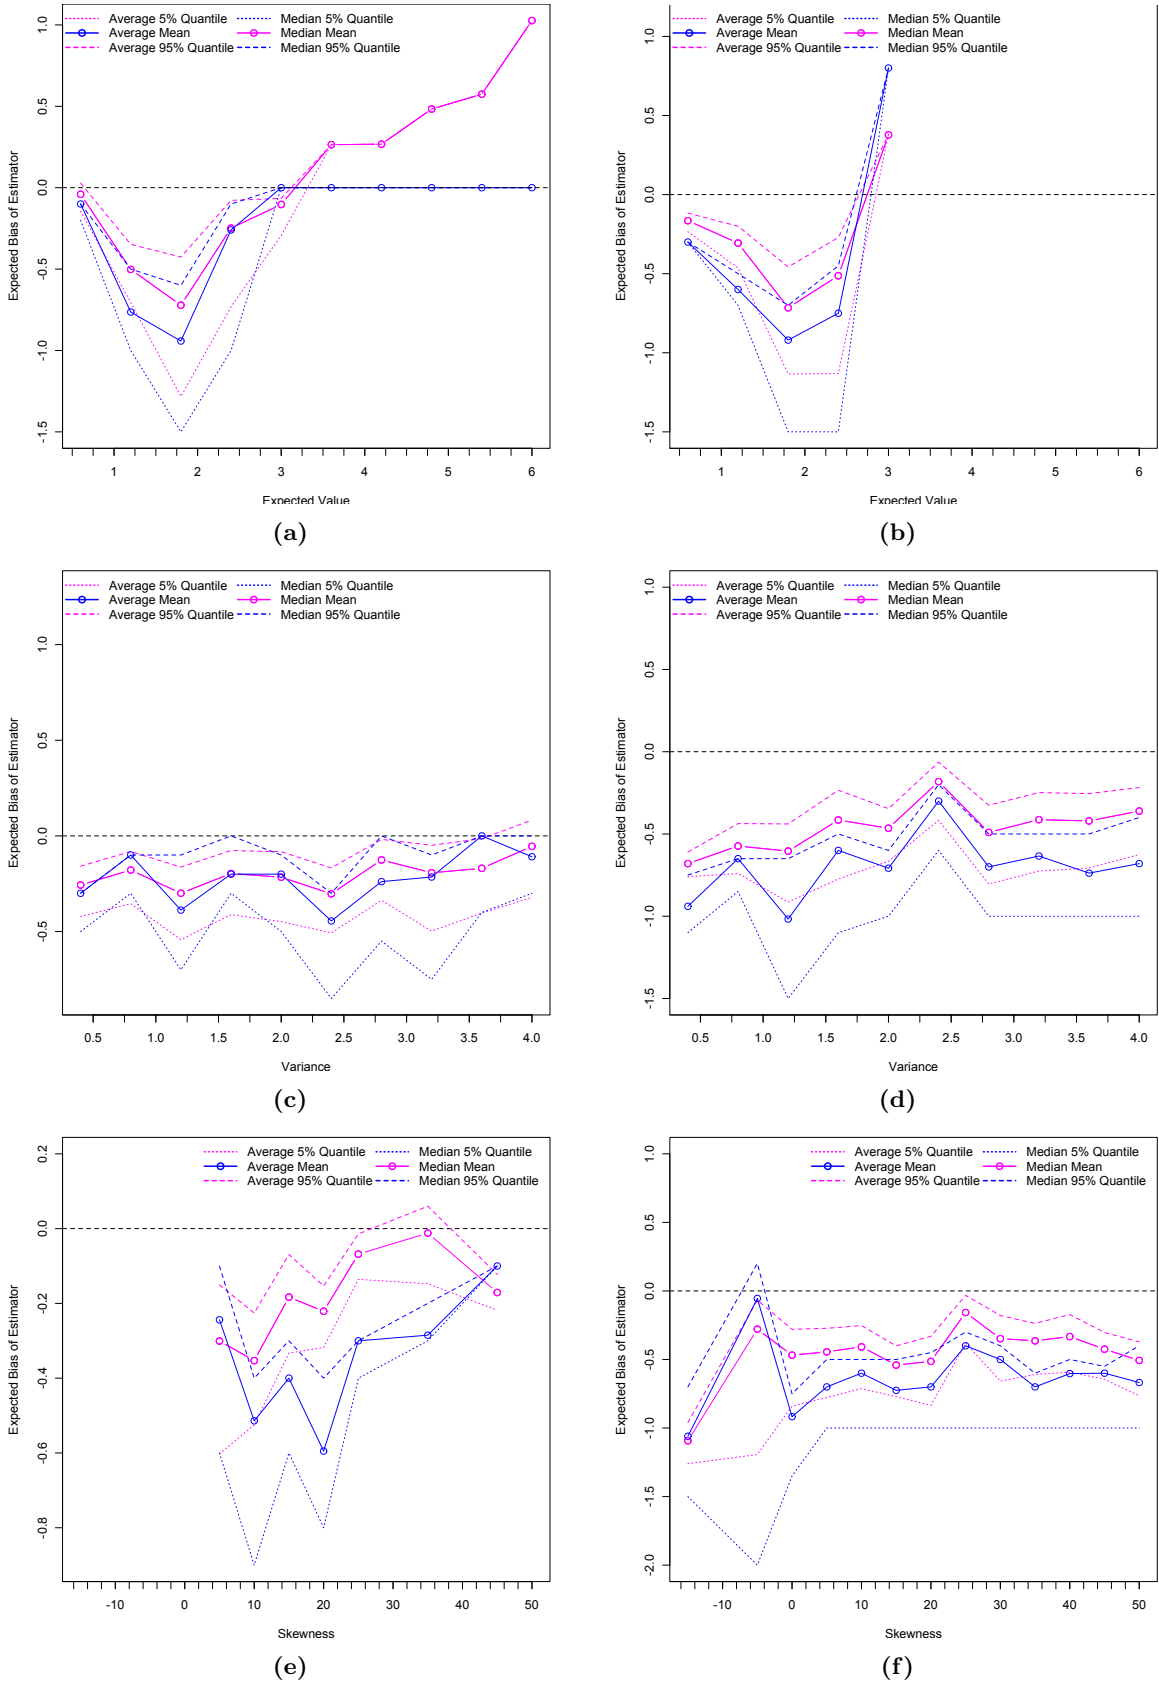 Average 5% Quantile Median 5% Quantile
Average Mean Median Mean
Average 95% Quantile Median 95% Quantile
Expected Bias of Estimator
1.0
0.5
0.0
-0.5
-1.0
-1.5
1 2 3 4 5 6
Expected Value
(a)
Average 5% Quantile Median 5% Quantile
Average Mean Median Mean
Average 95% Quantile Median 95% Quantile
Expected Bias of Estimator
1.0
0.5
0.0
-0.5
-1.0
-1.5
1 2 3 4 5 6
Expected Value
(b)
Average 5% Quantile Median 5% Quantile
Average Mean Median Mean
Average 95% Quantile Median 95% Quantile
Expected Bias of Estimator
1.0
0.5
0.0
-0.5
0.5 1.0 1.5 2.0 2.5 3.0 3.5 4.0
Variance
(c)
Average 5% Quantile Median 5% Quantile
Average Mean Median Mean
Average 95% Quantile Median 95% Quantile
Expected Bias of Estimator
1.0
0.5
0.0
-0.5
-1.0
-1.5
0.5 1.0 1.5 2.0 2.5 3.0 3.5 4.0
Variance
(d)
Average 5% Quantile Median 5% Quantile
Average Mean Median Mean
Average 95% Quantile Median 95% Quantile
Expected Bias of Estimator
0.2
0.0
-0.2
-0.4
-0.6
-0.8
-10 0 10 20 30 40 50
Skewness
(e)
Average 5% Quantile Median 5% Quantile
Average Mean Median Mean
Average 95% Quantile Median 95% Quantile
Expected Bias of Estimator
1.0
0.5
0.0
-0.5
-1.0
-1.5
-2.0
-10 0 10 20 30 40 50
Skewness
(f)